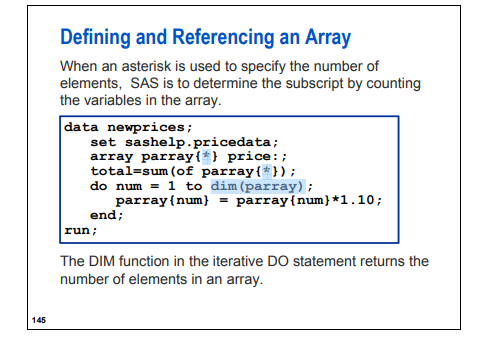 Defining and Referencing an Array
When an asterisk is used to specify the number of
elements,  SAS is to determine the subscript by counting
the variables in the array.
data newprices;
   set sashelp.pricedata;
   array parray{*} price:;
   total=sum(of parray{*});
   do num = 1 to dim(parray);
      parray{num} = parray{num}*1.10;
   end;
run;
The DIM function in the iterative DO statement returns the
number of elements in an array.
145